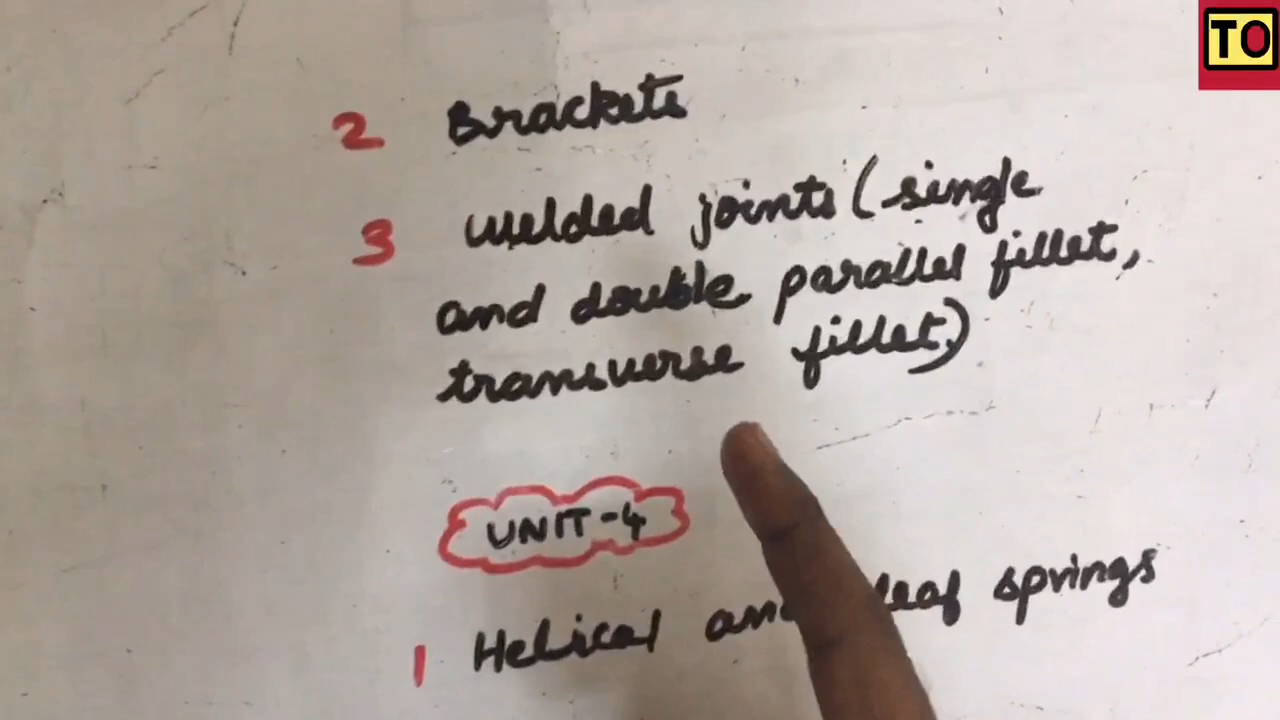 TO
2 Brackets
3 welded joints (single
and double parallel fillet,
transverse fillet)
UNIT-4
1 Helical and leaf springs